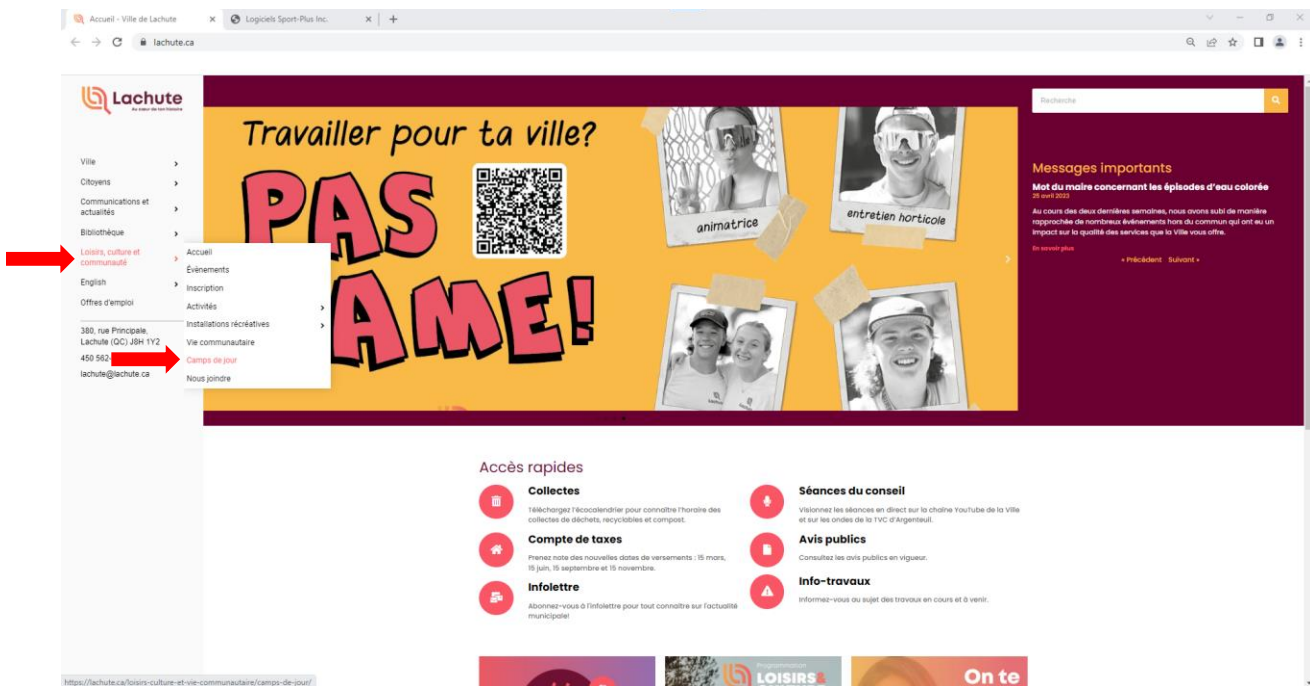 Accueil - Ville de Lachute
Logiciels Sport-Plus Inc.
lachute.ca
Lachute
Au cœur de ton histoire
Ville
Citoyens
Communications et
actualités
Bibliothèque
Loisirs, culture et
communauté
English
Offres d'emploi
380, rue Principale,
Lachute (QC) J8H 1Y2
450 562-
lachute@lachute.ca
Accueil
Évènements
Inscription
Activités
Installations récréatives
Vie communautaire
Camps de jour
Nous joindre
Travailler pour ta ville?
PAS
AME!
animatrice
entretien horticole
Recherche
Messages importants
Mot du maire concernant les épisodes d'eau colorée
25 avril 2023
Au cours des deux dernières semaines, nous avons subi de manière
rapprochée de nombreux événements hors du commun qui ont eu un
impact sur la qualité des services que la Ville vous offre.
En savoir plus
« Précédent Suivant »
Accès rapides
Collectes
Téléchargez l'écocalendrier pour connaître l'horaire des
collectes de déchets, recyclables et compost.
Compte de taxes
Prenez note des nouvelles dates de versements : 15 mars,
15 juin, 15 septembre et 15 novembre.
Infolettre
Abonnez-vous à l'infolettre pour tout connaître sur l'actualité
municipale!
Séances du conseil
Visionnez les séances en direct sur la chaîne YouTube de la Ville
et sur les ondes de la TVC d'Argenteuil.
Avis publics
Consultez les avis publics en vigueur.
Info-travaux
Informez-vous au sujet des travaux en cours et à venir.
Programmation
LOISIRS&
On te
https://lachute.ca/loisirs-culture-et-vie-communautaire/camps-de-jour/